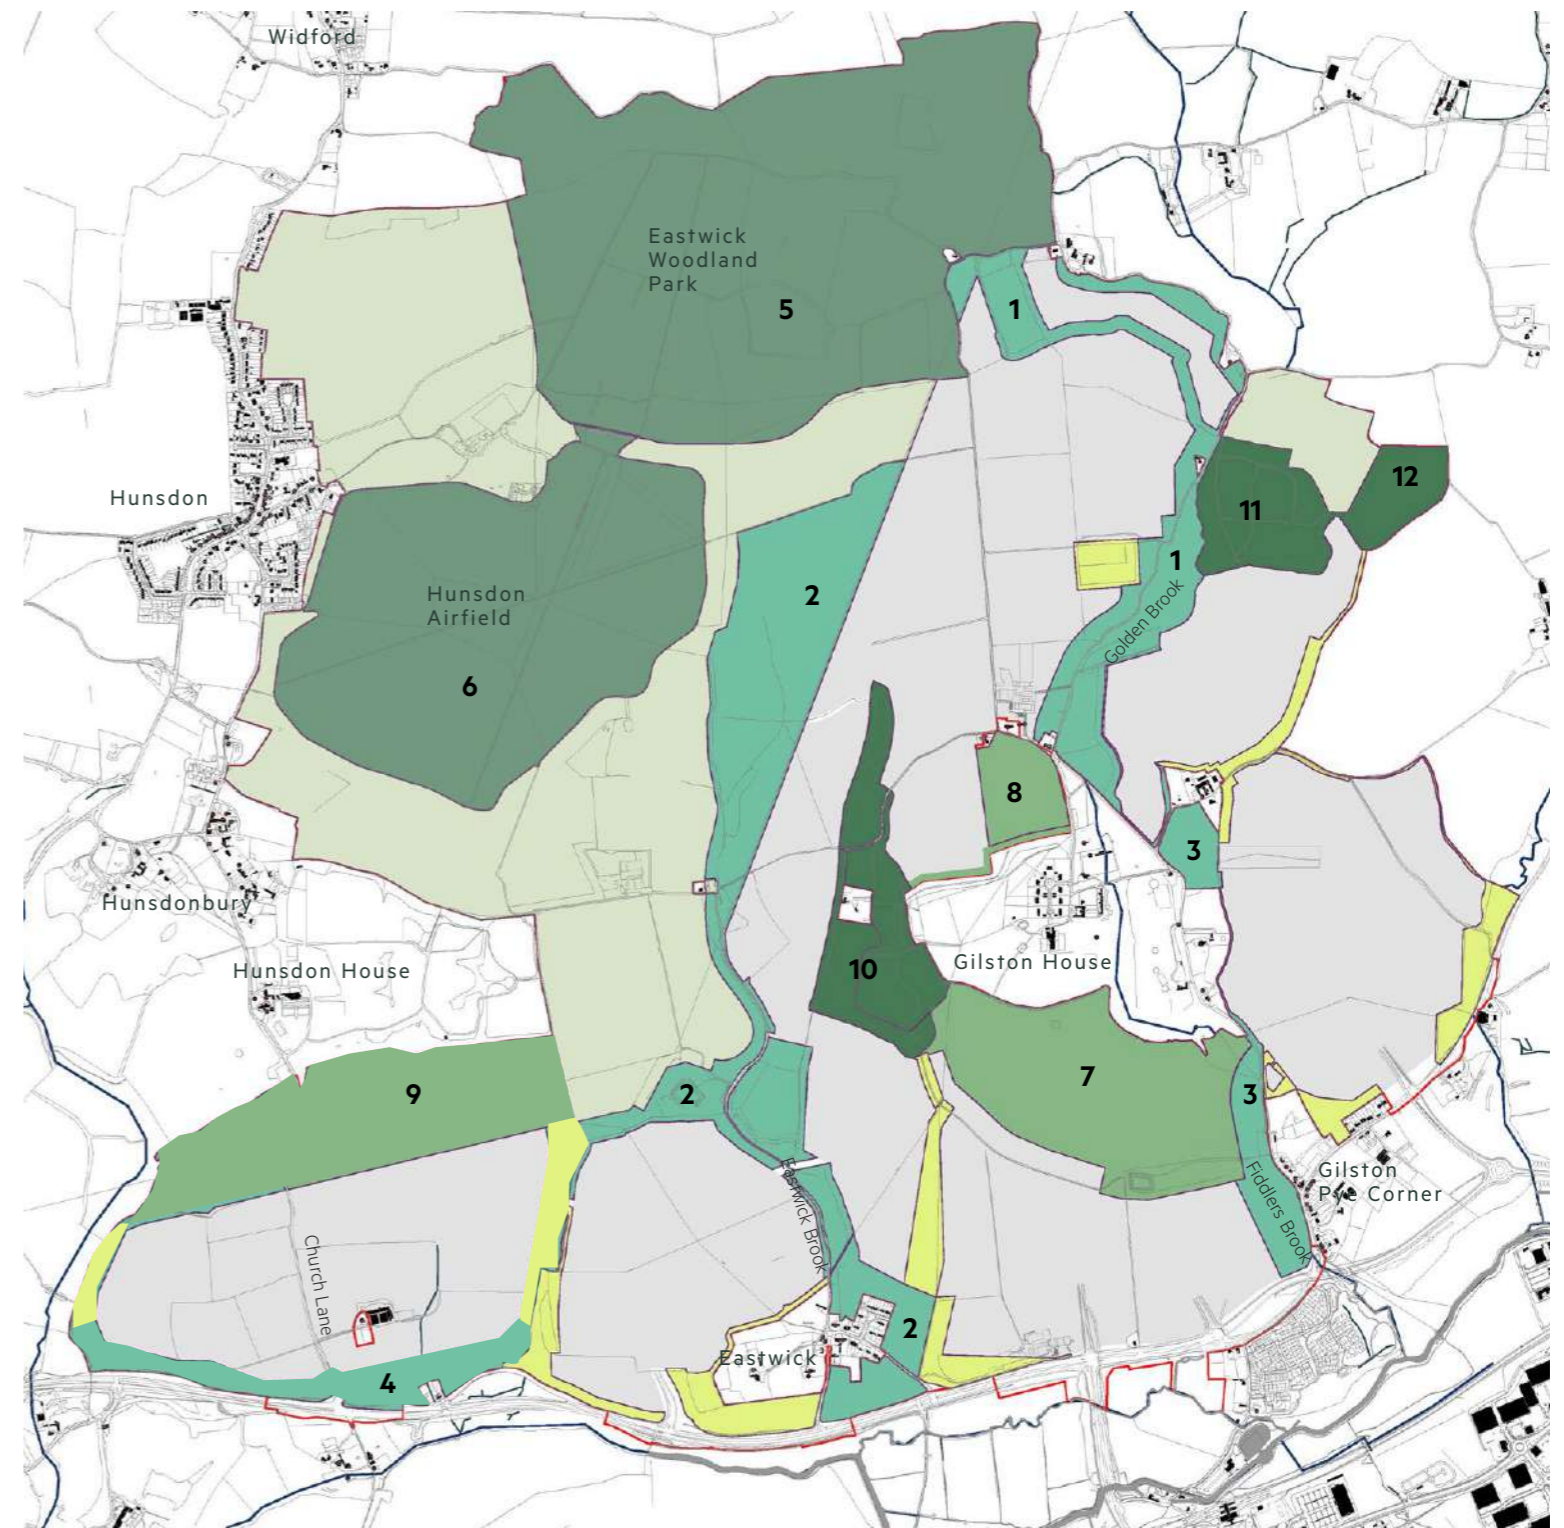 Widford
Eastwick
Woodland
Park
5
1
Hunsdon
12
11
1
Golden Brook
Hunsdon
Airfield
2
6
8
3
Hunsdonbury
Hunsdon House
10
Gilston House
9
2
7
3
Eastwick Brook
Fiddlers Brook
Gilston
Pye Corner
Church Lane
2
Eastwick
4